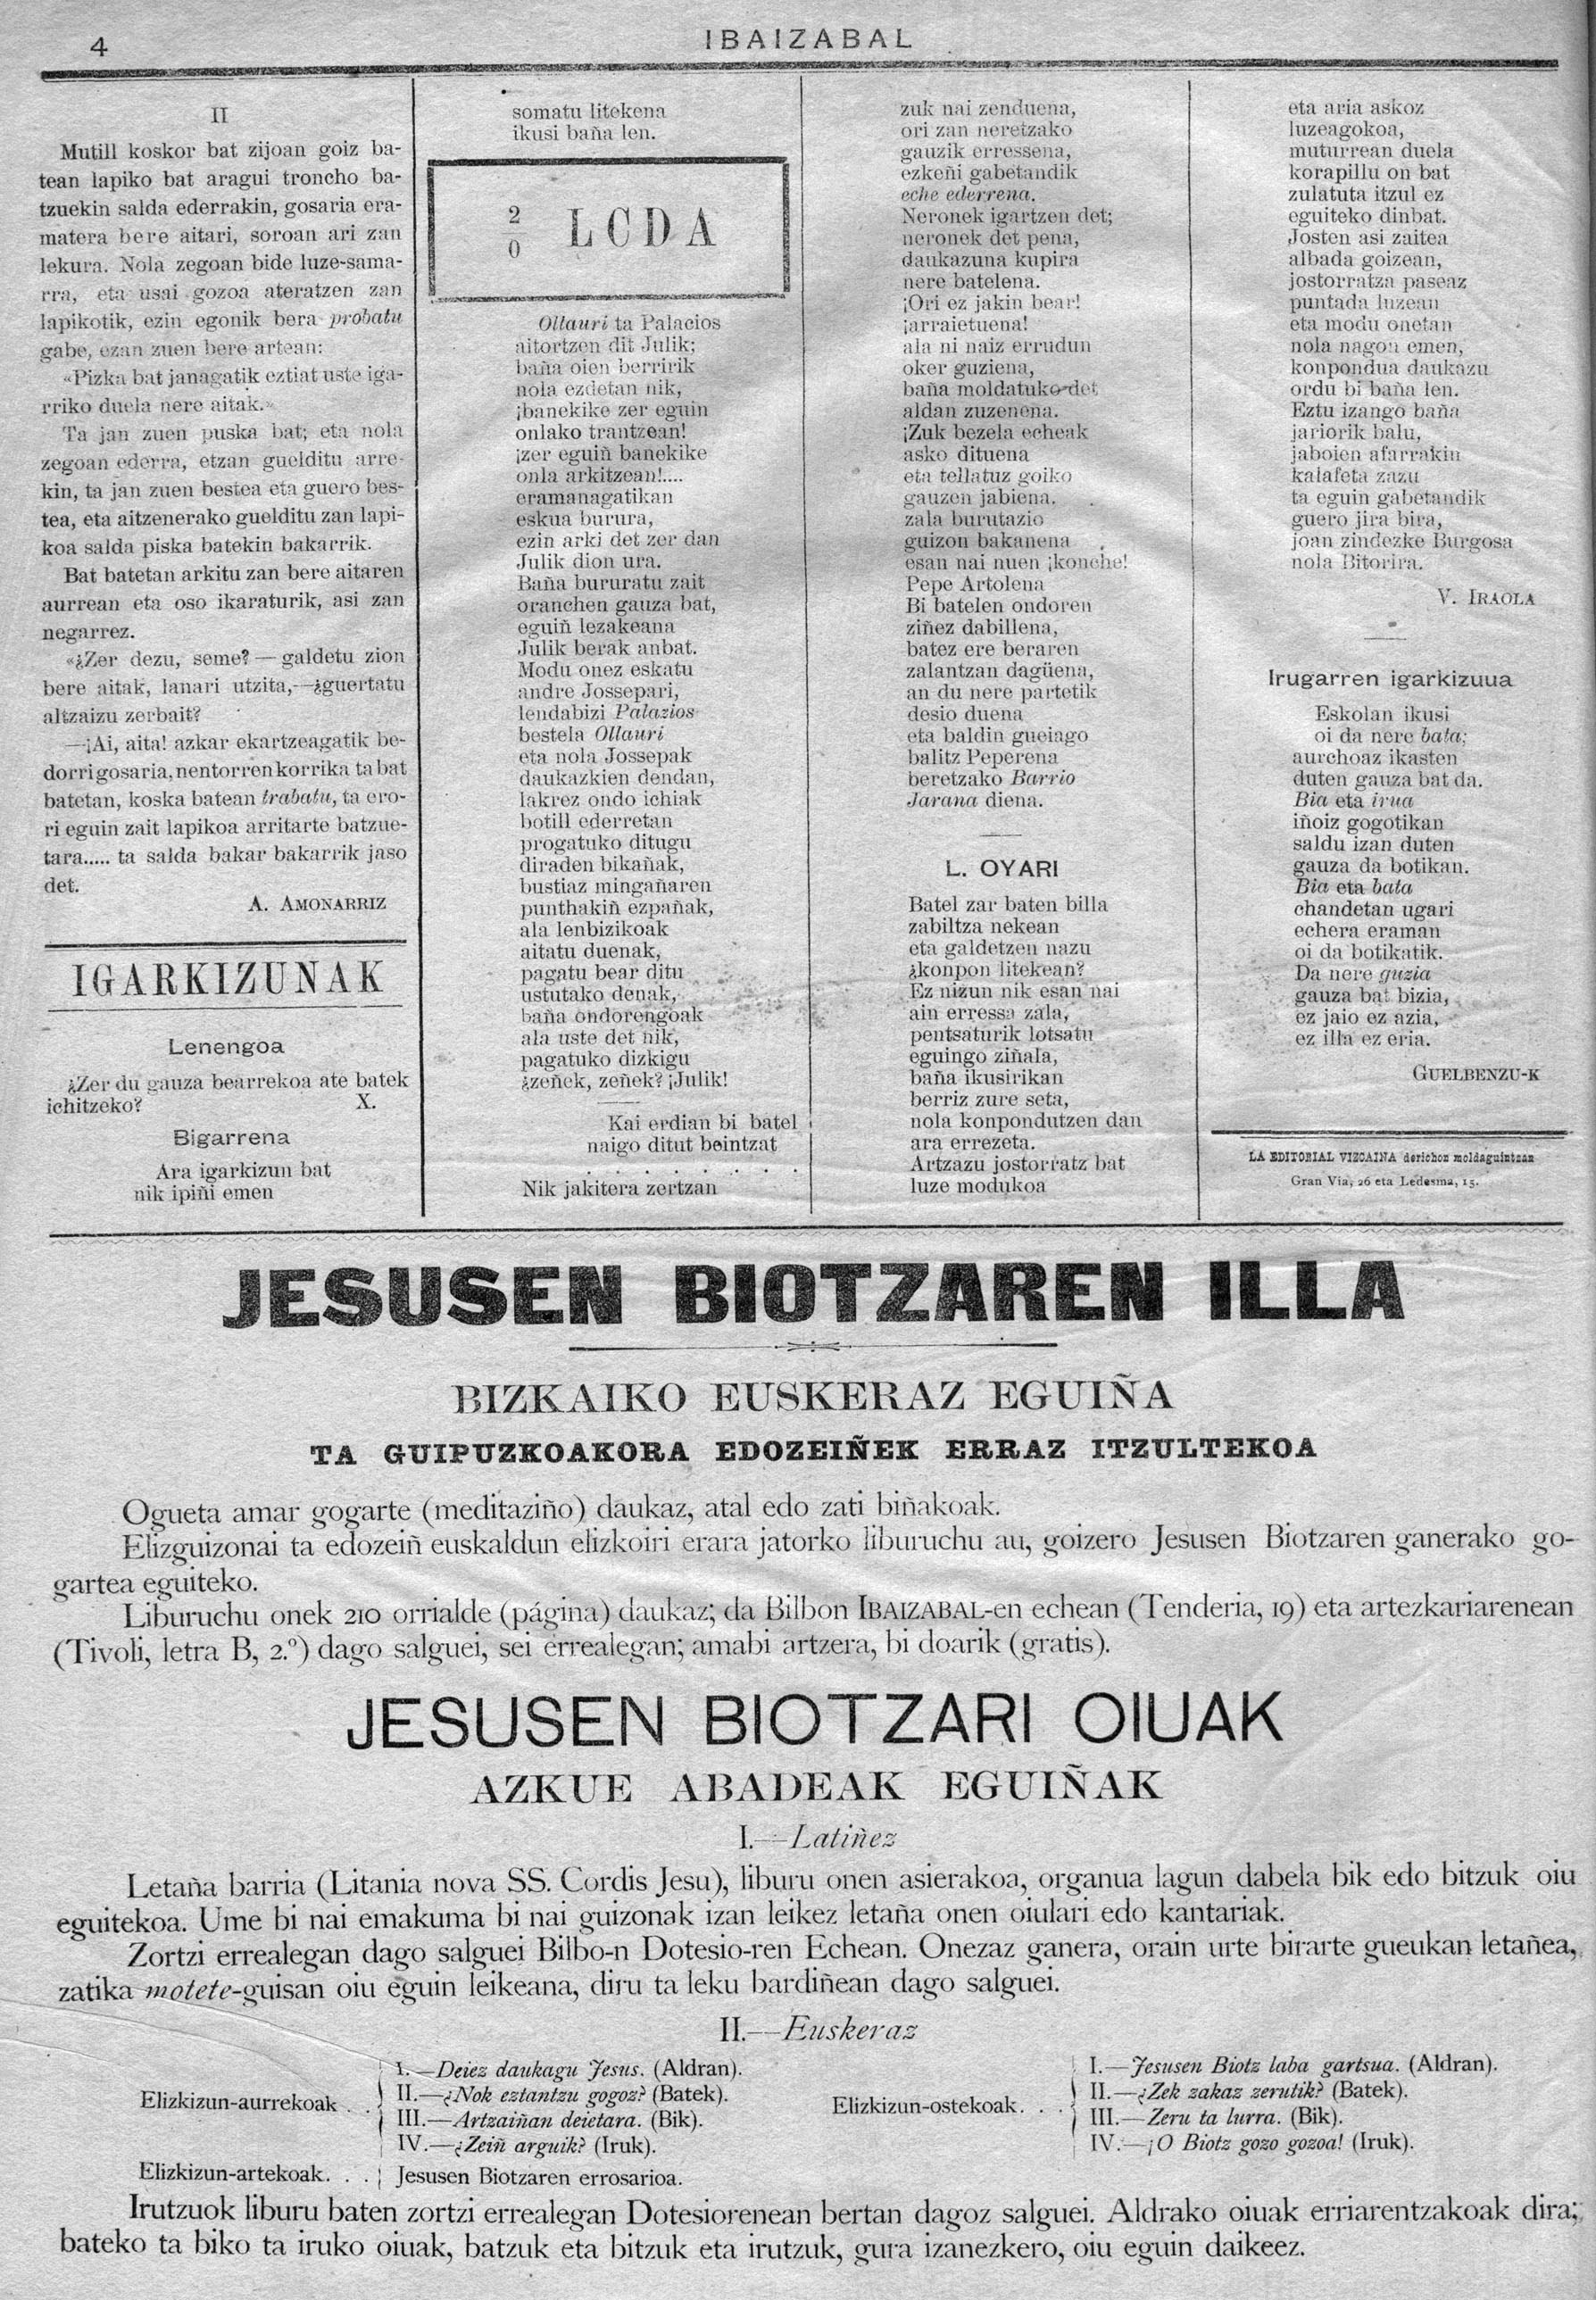 4
IBAIZABAL
II
Mutill koskor bat zijoan goiz ba-
tean lapiko bat aragui troncho ba-
tzuekin salda ederrakin, gosaria era-
matera bere aitari, soroan ari zan
lekura. Nola zegoan bide luze-sama-
rra, eta usai gozoa ateratzen zan
lapikotik, ezin egonik bera probatu
gabe, ezan zuen bere artean:
«Pizka bat janagatik eztiat uste iga-
rriko duela nere aitak.»
Ta jan zuen puska bat; eta nola
zegoan ederra, etzan guelditu arre-
kin, ta jan zuen bestea eta guero bes-
tea, eta aitzenerako guelditu zan lapi-
koa salda piska batekin bakarrik.
Bat batetan arkitu zan bere aitaren
aurrean eta oso ikaraturik, asi zan
negarrez.
«¿Zer dezu, seme? — galdetu zion
bere aitak, lanari utzita,—¿guertatu
altzaizu zerbait?
—¡Ai, aita! azkar ekartzeagatik be-
dorri gosaria, nentorren korrika ta bat
batetan, koska batean trabatu, ta ero-
ri eguin zait lapikoa arritarte batzue-
tara..... ta salda bakar bakarrik jaso
det.
A. AMONARRIZ
IGARKIZUNAK
Lenengoa
¿Zer du gauza bearrekoa ate batek
ichitzeko? X.
Bigarrena
Ara igarkizun bat
nik ipiñi emen
somatu litekena
ikusi baña len.
2
0
LCDA
Ollauri ta Palacios
aitortzen dit Julik;
baña oien berririk
nola ezdetan nik,
¡banekike zer eguin
onlako trantzean!
¡zer eguiñ banekike
onla arkitzean!....
eramanagatikan
eskua burura,
ezin arki det zer dan
Julik dion ura.
Baña bururatu zait
oranchen gauza bat,
eguiñ lezakeana
Julik berak anbat.
Modu onez eskatu
andre Jossepari,
lendabizi Palazios
bestela Ollauri
eta nola Jossepak
daukazkien dendan,
lakrez ondo ichiak
botill ederretan
progatuko ditugu
diraden bikañak,
bustiaz mingañaren
punthakiñ ezpañak,
ala lenbizikoak
aitatu duenak,
pagatu bear ditu
ustutako denak,
baña ondorengoak
ala uste det nik,
pagatuko dizkigu
¿zeñek, zeñek? ¡Julik!
Kai erdian bi batel
naigo ditut beintzat
. . . . . . . .
Nik jakitera zertzan
zuk nai zenduena,
ori zan neretzako
gauzik erressena,
ezkeñi gabetandik
eche ederrena.
Neronek igartzen det;
neronek det pena,
daukazuna kupira
nere batelena.
¡Ori ez jakin bear!
¡arraietuena!
ala ni naiz errudun
oker guziena,
baña moldatuko det
aldan zuzenena.
¡Zuk bezela echeak
asko dituena
eta tellatuz goiko
gauzen jabiena.
zala burutazio
guizon bakanena
esan nai nuen ¡konche!
Pepe Artolena
Bi batelen ondoren
ziñez dabillena,
batez ere beraren
zalantzan dagüena,
an du nere partetik
desio duena
eta baldin gueiago
balitz Peperena
beretzako Barrio
Jarana diena.
L. OYARI
Batel zar baten billa
zabiltza nekean
eta galdetzen nazu
¿konpon litekean?
Ez nizun nik esan nai
ain erressa zala,
pentsaturik lotsatu
eguingo ziñala,
baña ikusirikan
berriz zure seta,
nola konpondutzen dan
ara errezeta.
Artzazu jostorratz bat
luze modukoa
eta aria askoz
luzeagokoa,
muturrean duela
korapillu on bat
zulatuta itzul ez
eguiteko dinbat.
Josten asi zaitea
albada goizean,
jostorratza paseaz
puntada luzean
eta modu onetan
nola nagon emen,
konpondua daukazu
ordu bi baña len.
Eztu izango baña
jariorik balu,
jaboien afarrakin
kalafeta zazu
ta eguin gabetandik
guero jira bira,
joan zindezke Burgosa
nola Bitorira.
V. IRAOLA
Irugarren igarkizuua
Eskolan ikusi
oi da nere bata;
aurchoaz ikasten
duten gauza bat da.
Bia eta irua
iñoiz gogotikan
saldu izan duten
gauza da botikan.
Bia eta bata
chandetan ugari
echera eraman
oi da botikatik.
Da nere guzia
gauza bat bizia,
ez jaio ez azia,
ez illa ez eria.
GUELBENZU-K
LA EDITORIAL VIZCAINA derichon moldaguintzan
Gran Via, 26 eta Ledesma, 15.
JESUSEN BIOTZAREN ILLA
BIZKAIKO EUSKERAZ EGUIÑA
TA GUIPUZKOAKORA EDOZEIÑEK ERRAZ ITZULTEKOA
Ogueta amar gogarte (meditaziño) daukaz, atal edo zati biñakoak.
Elizguizonai ta edozeiñ euskaldun elizkoiri erara jatorko liburuchu au, goizero Jesusen Biotzaren ganerako go-
gartea eguiteko.
Liburuchu onek 210 orrialde (página) daukaz; da Bilbon IBAIZABAL-en echean (Tenderia, 19) eta artezkariarenean
(Tivoli, letra B, 2.º) dago salguei, sei errealegan; amabi artzera, bi doarik (gratis).
JESUSEN BIOTZARI OIUAK
AZKUE ABADEAK EGUIÑAK
I.—Latiñez
Letaña barria (Litania nova SS. Cordis Jesu), liburu onen asierakoa, organua lagun dabela bik edo bitzuk oiu
eguitekoa. Ume bi nai emakuma bi nai guizonak izan leikez letaña onen oiulari edo kantariak.
Zortzi errealegan dago salguei Bilbo-n Dotesio-ren Echean. Onezaz ganera, orain urte birarte gueukan letañea,
zatika motete-guisan oiu eguin leikeana, diru ta leku bardiñean dago salguei.
II.—Euskeraz
Elizkizun-aurrekoak . .
I.—Deiez daukagu Jesus. (Aldran).
II.—¿Nok eztantzu gogoz? (Batek).
III.—Artzaiñan deietara. (Bik).
IV.—¿Zeiñ arguik? (Iruk).
Elizkizun-artekoak. . . Jesusen Biotzaren errosarioa.
Elizkizun-ostekoak. . .
I.—Jesusen Biotz laba gartsua. (Aldran).
II.—¿Zek zakaz zerutik? (Batek).
III.—Zeru ta lurra. (Bik).
IV.—¡O Biotz gozo gozoa! (Iruk).
Irutzuok liburu baten zortzi errealegan Dotesiorenean bertan dagoz salguei. Aldrako oiuak erriarentzakoak dira;
bateko ta biko ta iruko oiuak, batzuk eta bitzuk eta irutzuk, gura izanezkero, oiu eguin daikeez.